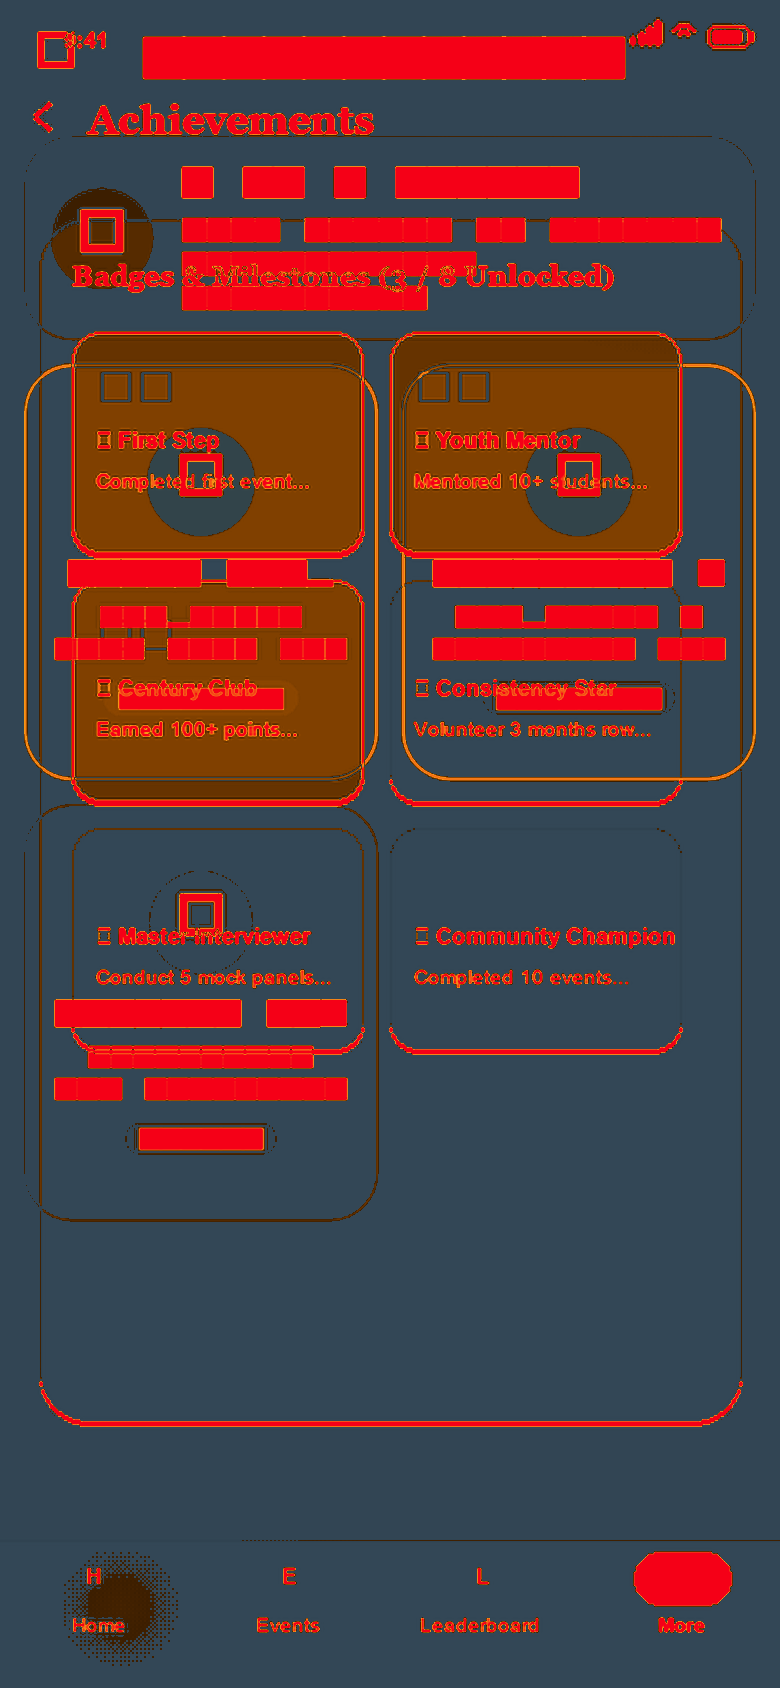 9:41
Achievements
Badges & Milestones (3 / 8 Unlocked)
First Step
Youth Mentor
Completed first event...
Mentored 10+ students...
Century Club
Consistency Star
Earned 100+ points...
Volunteer 3 months row...
Master Interviewer
Community Champion
Conduct 5 mock panels...
Completed 10 events...
H E L
Home Events Leaderboard More